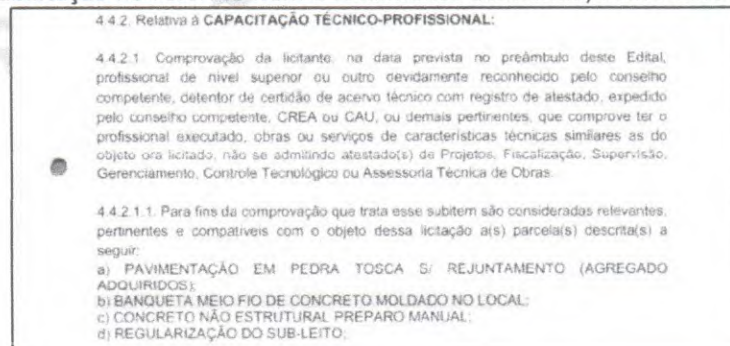 4.4.2. Relativa à CAPACITAÇÃO TÉCNICO-PROFISSIONAL:
4.4.2.1 Comprovação da licitante, na data prevista no preâmbulo deste Edital,
profissional de nível superior ou outro devidamente reconhecido pelo conselho
competente, detentor de certidão de acervo técnico com registro de atestado, expedido
pelo conselho competente, CREA ou CAU, ou demais pertinentes, que comprove ter o
profissional executado, obras ou serviços de características técnicas similares as do
objeto ora licitado, não se admitindo atestado(s) de Projetos, Fiscalização, Supervisão,
Gerenciamento, Controle Tecnológico ou Assessoria Técnica de Obras.
4.4.2.1.1. Para fins da comprovação que trata esse subitem são consideradas relevantes,
pertinentes e compatíveis com o objeto dessa licitação a(s) parcela(s) descrita(s) a
seguir:
a) PAVIMENTAÇÃO EM PEDRA TOSCA S/ REJUNTAMENTO (AGREGADO
ADQUIRIDOS);
b) BANQUETA MEIO FIO DE CONCRETO MOLDADO NO LOCAL;
c) CONCRETO NÃO ESTRUTURAL PREPARO MANUAL;
d) REGULARIZAÇÃO DO SUB-LEITO;